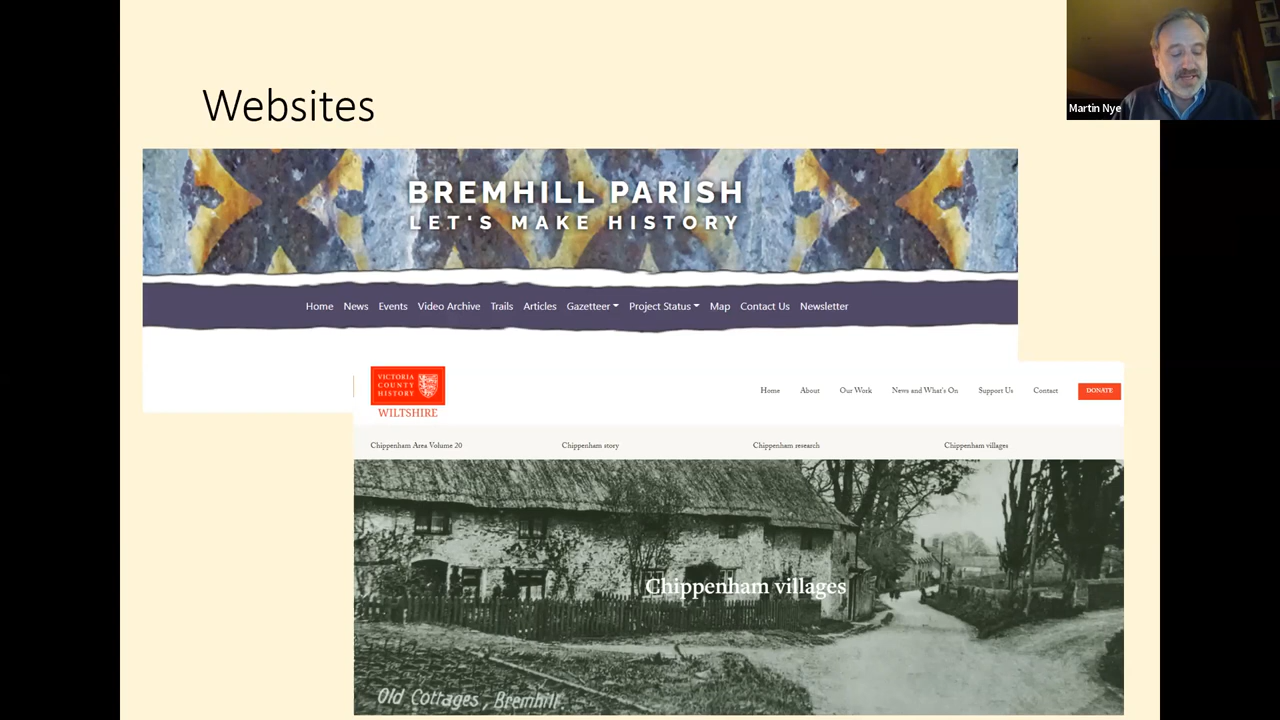 Websites
Martin Nye
BREMHILL PARISH
LET'S MAKE HISTORY
Home News Events Video Archive Trails Articles Gazetteer Project Status Map Contact Us Newsletter
VICTORIA
COUNTY
HISTORY
WILTSHIRE
Home About Our Work News and What's On Support Us Contact DONATE
Chippenham Area Volume 20 Chippenham story Chippenham research Chippenham villages
Chippenham villages
Old Cottages, Bremhill.